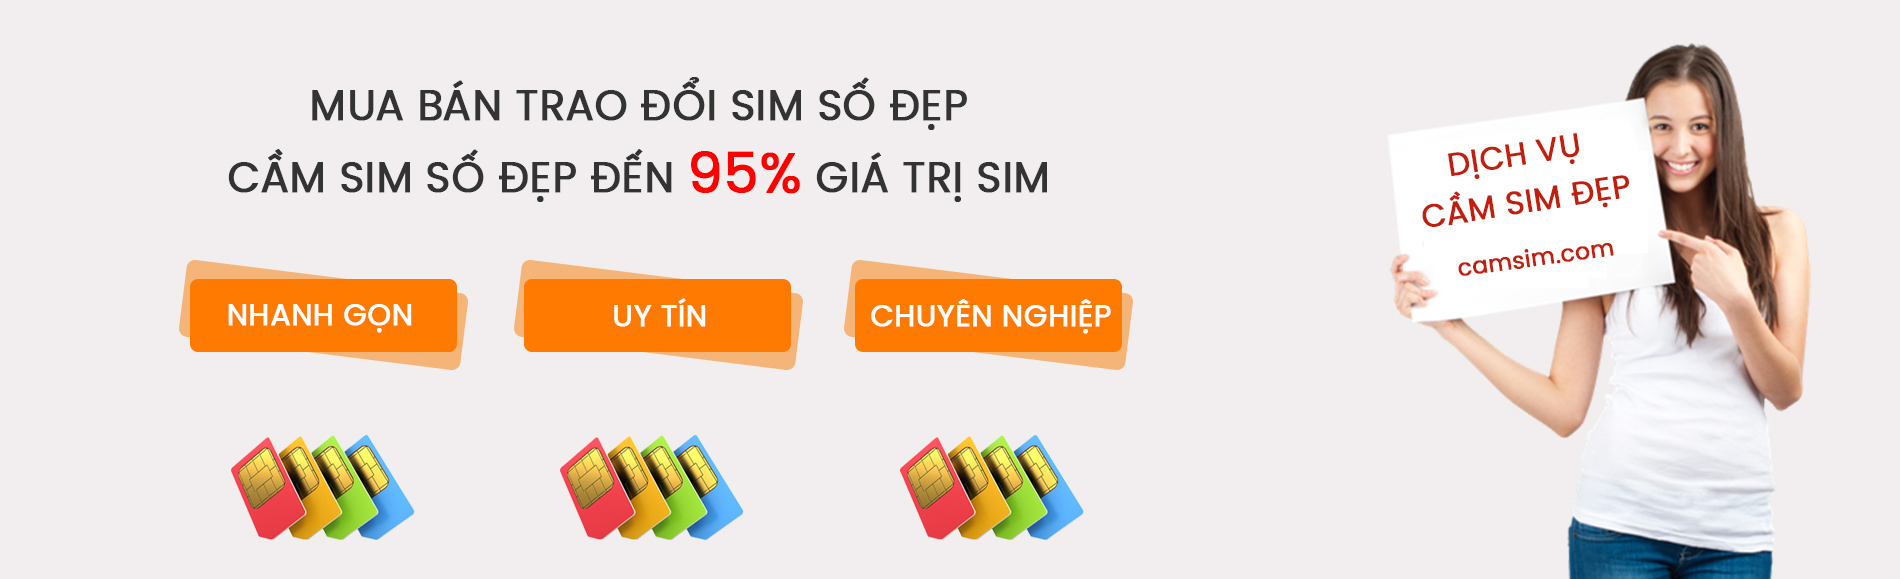 MUA BÁN TRAO ĐỔI SIM SỐ ĐẸP
CẦM SIM SỐ ĐẸP ĐẾN 95% GIÁ TRỊ SIM
NHANH GỌN
UY TÍN
CHUYÊN NGHIỆP
DỊCH VỤ
CẦM SIM ĐẸP
camsim.com